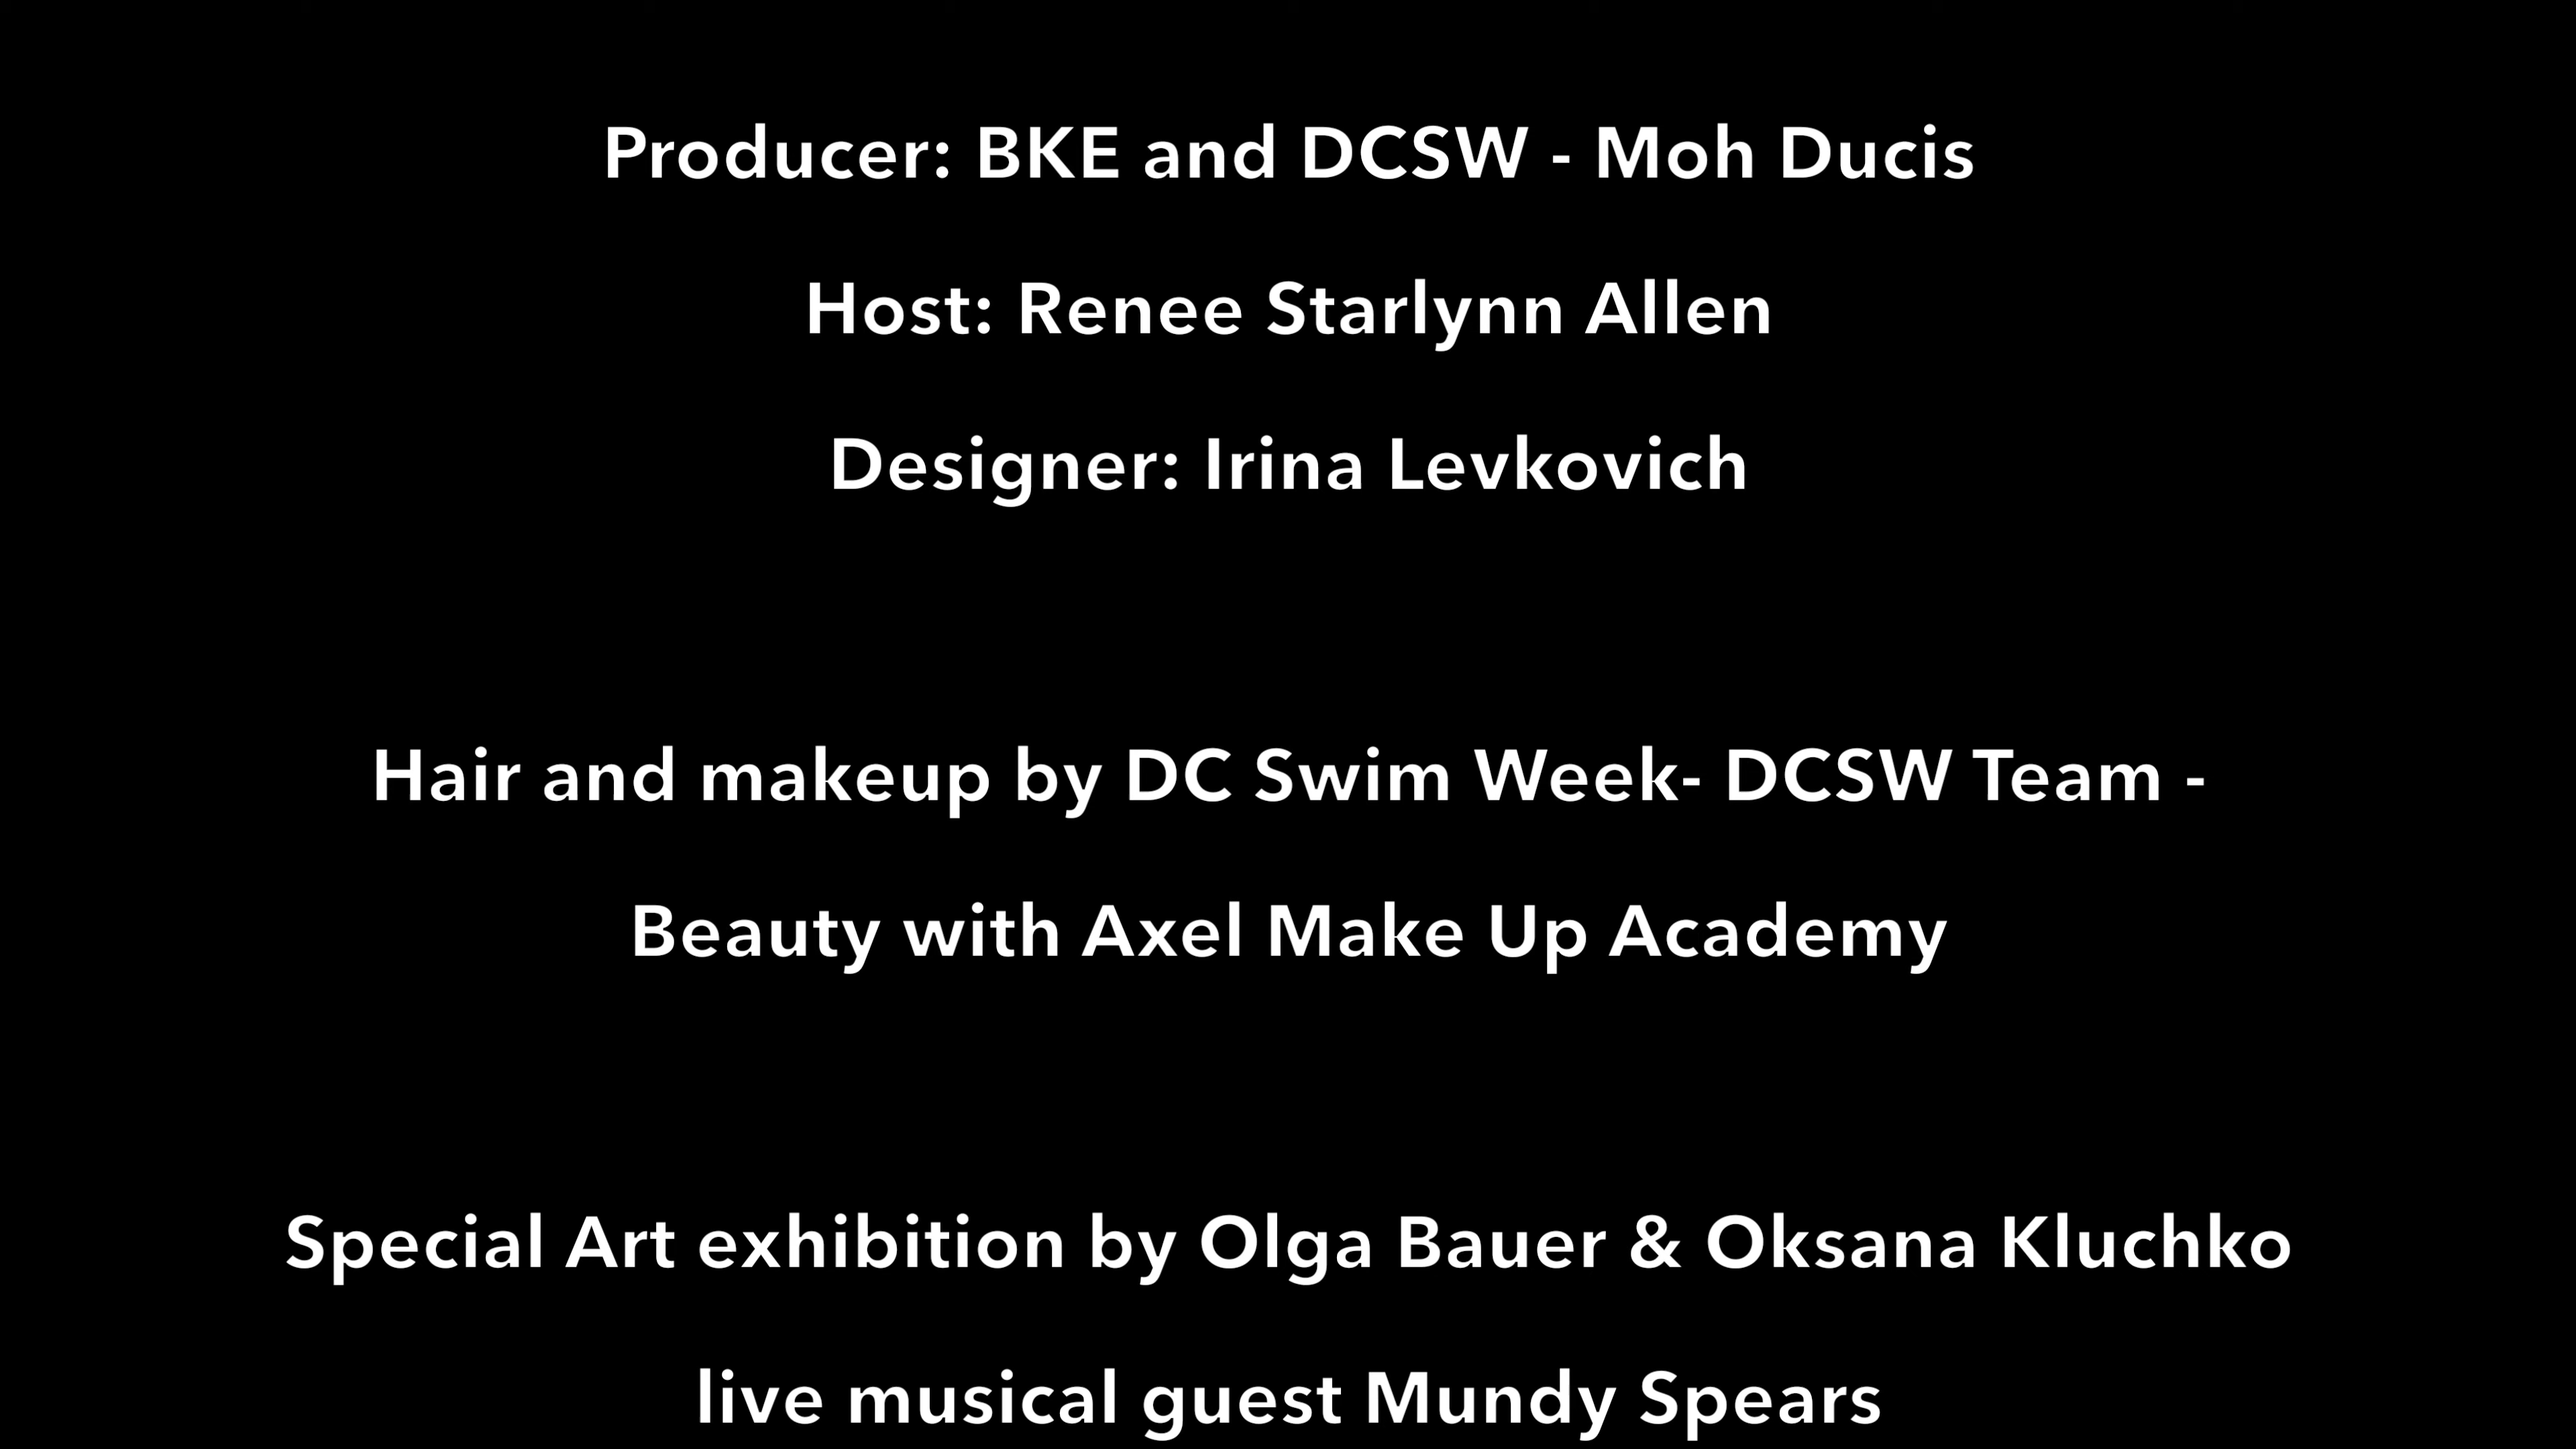 Producer: BKE and DCSW - Moh Ducis
Host: Renee Starlynn Allen
Designer: Irina Levkovich
Hair and makeup by DC Swim Week- DCSW Team -
Beauty with Axel Make Up Academy
Special Art exhibition by Olga Bauer & Oksana Kluchko
live musical guest Mundy Spears